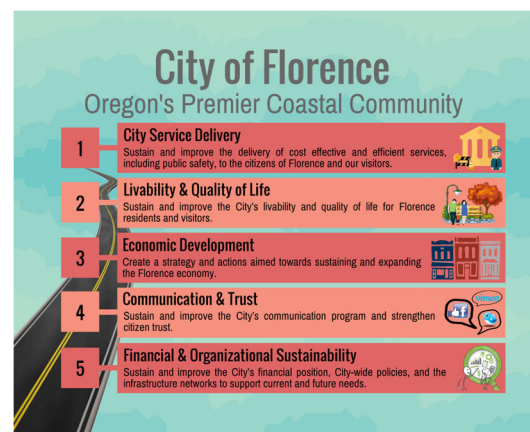 City of Florence
Oregon's Premier Coastal Community
1
City Service Delivery
Sustain and improve the delivery of cost effective and efficient services,
including public safety, to the citizens of Florence and our visitors.
2
Livability & Quality of Life
Sustain and improve the City's livability and quality of life for Florence
residents and visitors.
3
Economic Development
Create a strategy and actions aimed towards sustaining and expanding
the Florence economy.
4
Communication & Trust
Sustain and improve the City's communication program and strengthen
citizen trust.
vimeo
5
Financial & Organizational Sustainability
Sustain and improve the City's financial position, City-wide policies, and the
infrastructure networks to support current and future needs.